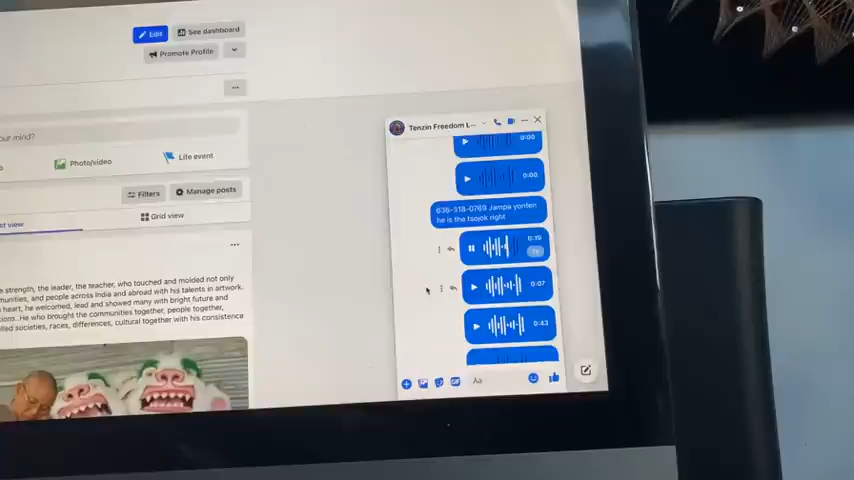 Edit
See dashboard
Promote Profile
our mind?
Photo/video
Life event
Filters
Manage posts
st view
Grid view
e strength, the leader, the teacher, who touched and molded not only
munities, and people across India and abroad with his talents in artwork.
heart, he welcomed, lead and showed many with bright future and
ions..He who brought the communities together, people together,
lled societies, races, differences, cultural together with his consistence
Tenzin Freedom L...
0:00
0:00
636-318-0769 Jampa yonten
he is the tsojok right
0:19
0:07
0:43
GIF
Aa